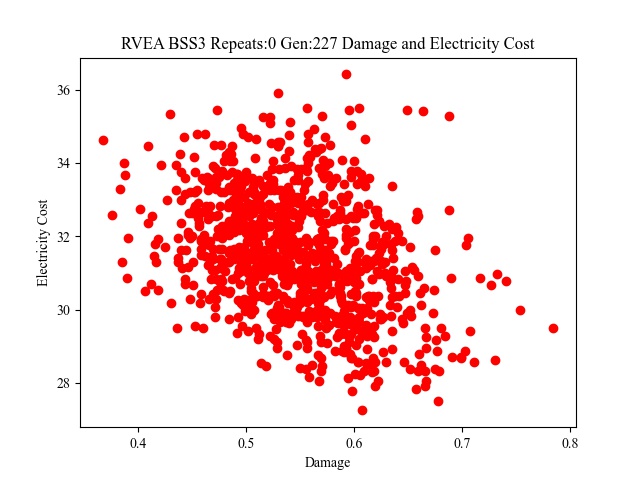 RVEA BSS3 Repeats:0 Gen:227 Damage and Electricity Cost
36
34
32
30
28
Electricity Cost
0.4 0.5 0.6 0.7 0.8
Damage